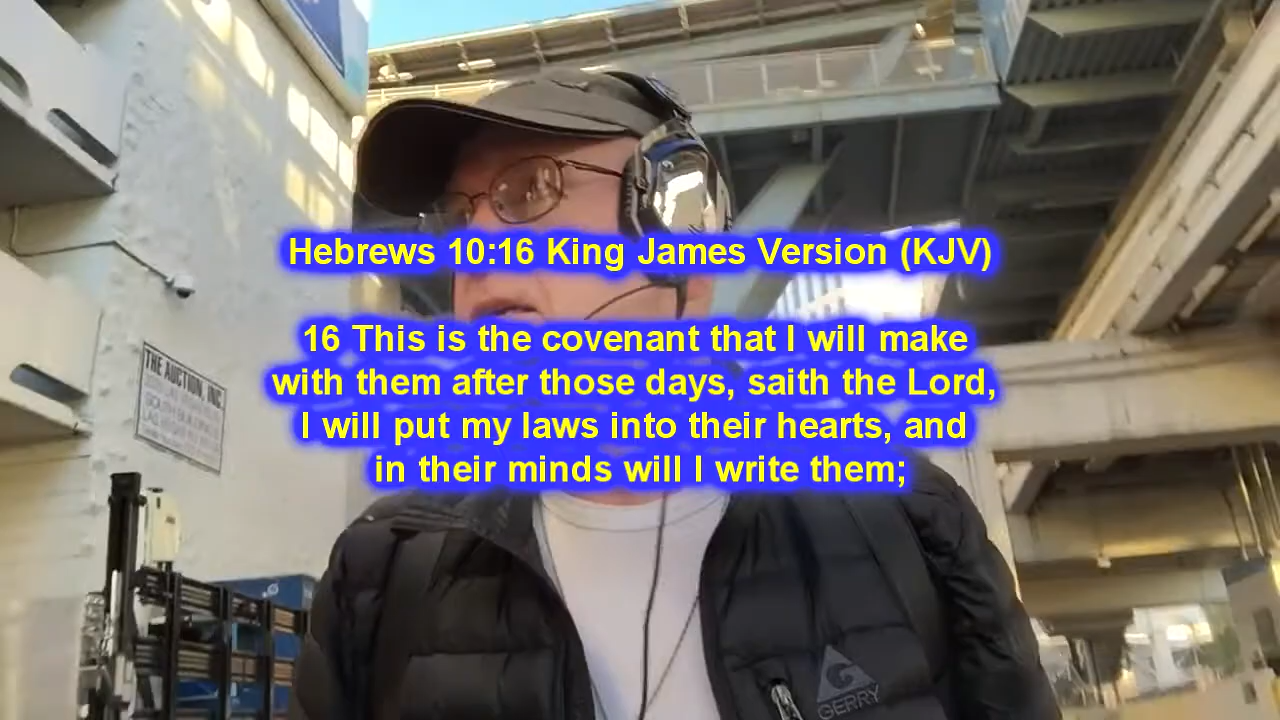 Hebrews 10:16 King James Version (KJV)
16 This is the covenant that I will make
with them after those days, saith the Lord,
I will put my laws into their hearts, and
in their minds will I write them;
THE AUCTION, INC.
GERRY